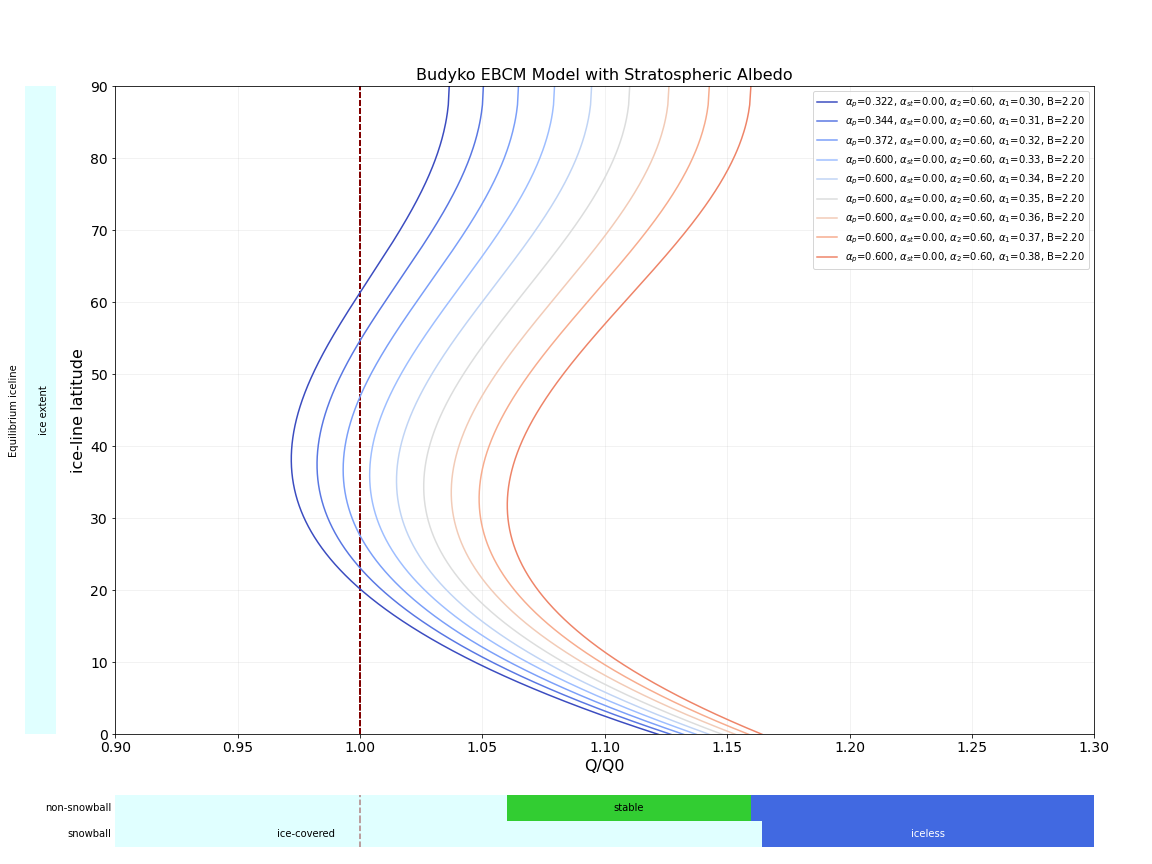 Budyko EBCM Model with Stratospheric Albedo
90
80
70
60
50
40
30
20
10
0
ice-line latitude
ice extent
Equilibrium iceline
αp=0.322, αst=0.00, α2=0.60, α1=0.30, B=2.20
αp=0.344, αst=0.00, α2=0.60, α1=0.31, B=2.20
αp=0.372, αst=0.00, α2=0.60, α1=0.32, B=2.20
αp=0.600, αst=0.00, α2=0.60, α1=0.33, B=2.20
αp=0.600, αst=0.00, α2=0.60, α1=0.34, B=2.20
αp=0.600, αst=0.00, α2=0.60, α1=0.35, B=2.20
αp=0.600, αst=0.00, α2=0.60, α1=0.36, B=2.20
αp=0.600, αst=0.00, α2=0.60, α1=0.37, B=2.20
αp=0.600, αst=0.00, α2=0.60, α1=0.38, B=2.20
0.90 0.95 1.00 1.05 1.10 1.15 1.20 1.25 1.30
Q/Q0
non-snowball stable
snowball ice-covered iceless